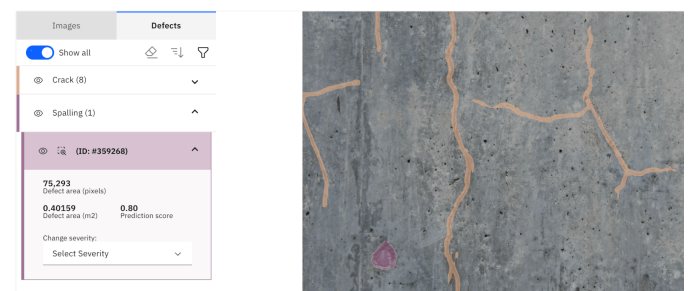 Images
Defects
Show all
Crack (8)
Spalling (1)
(ID: #359268)
75,293
Defect area (pixels)
0.40159
Defect area (m2)
0.80
Prediction score
Change severity:
Select Severity